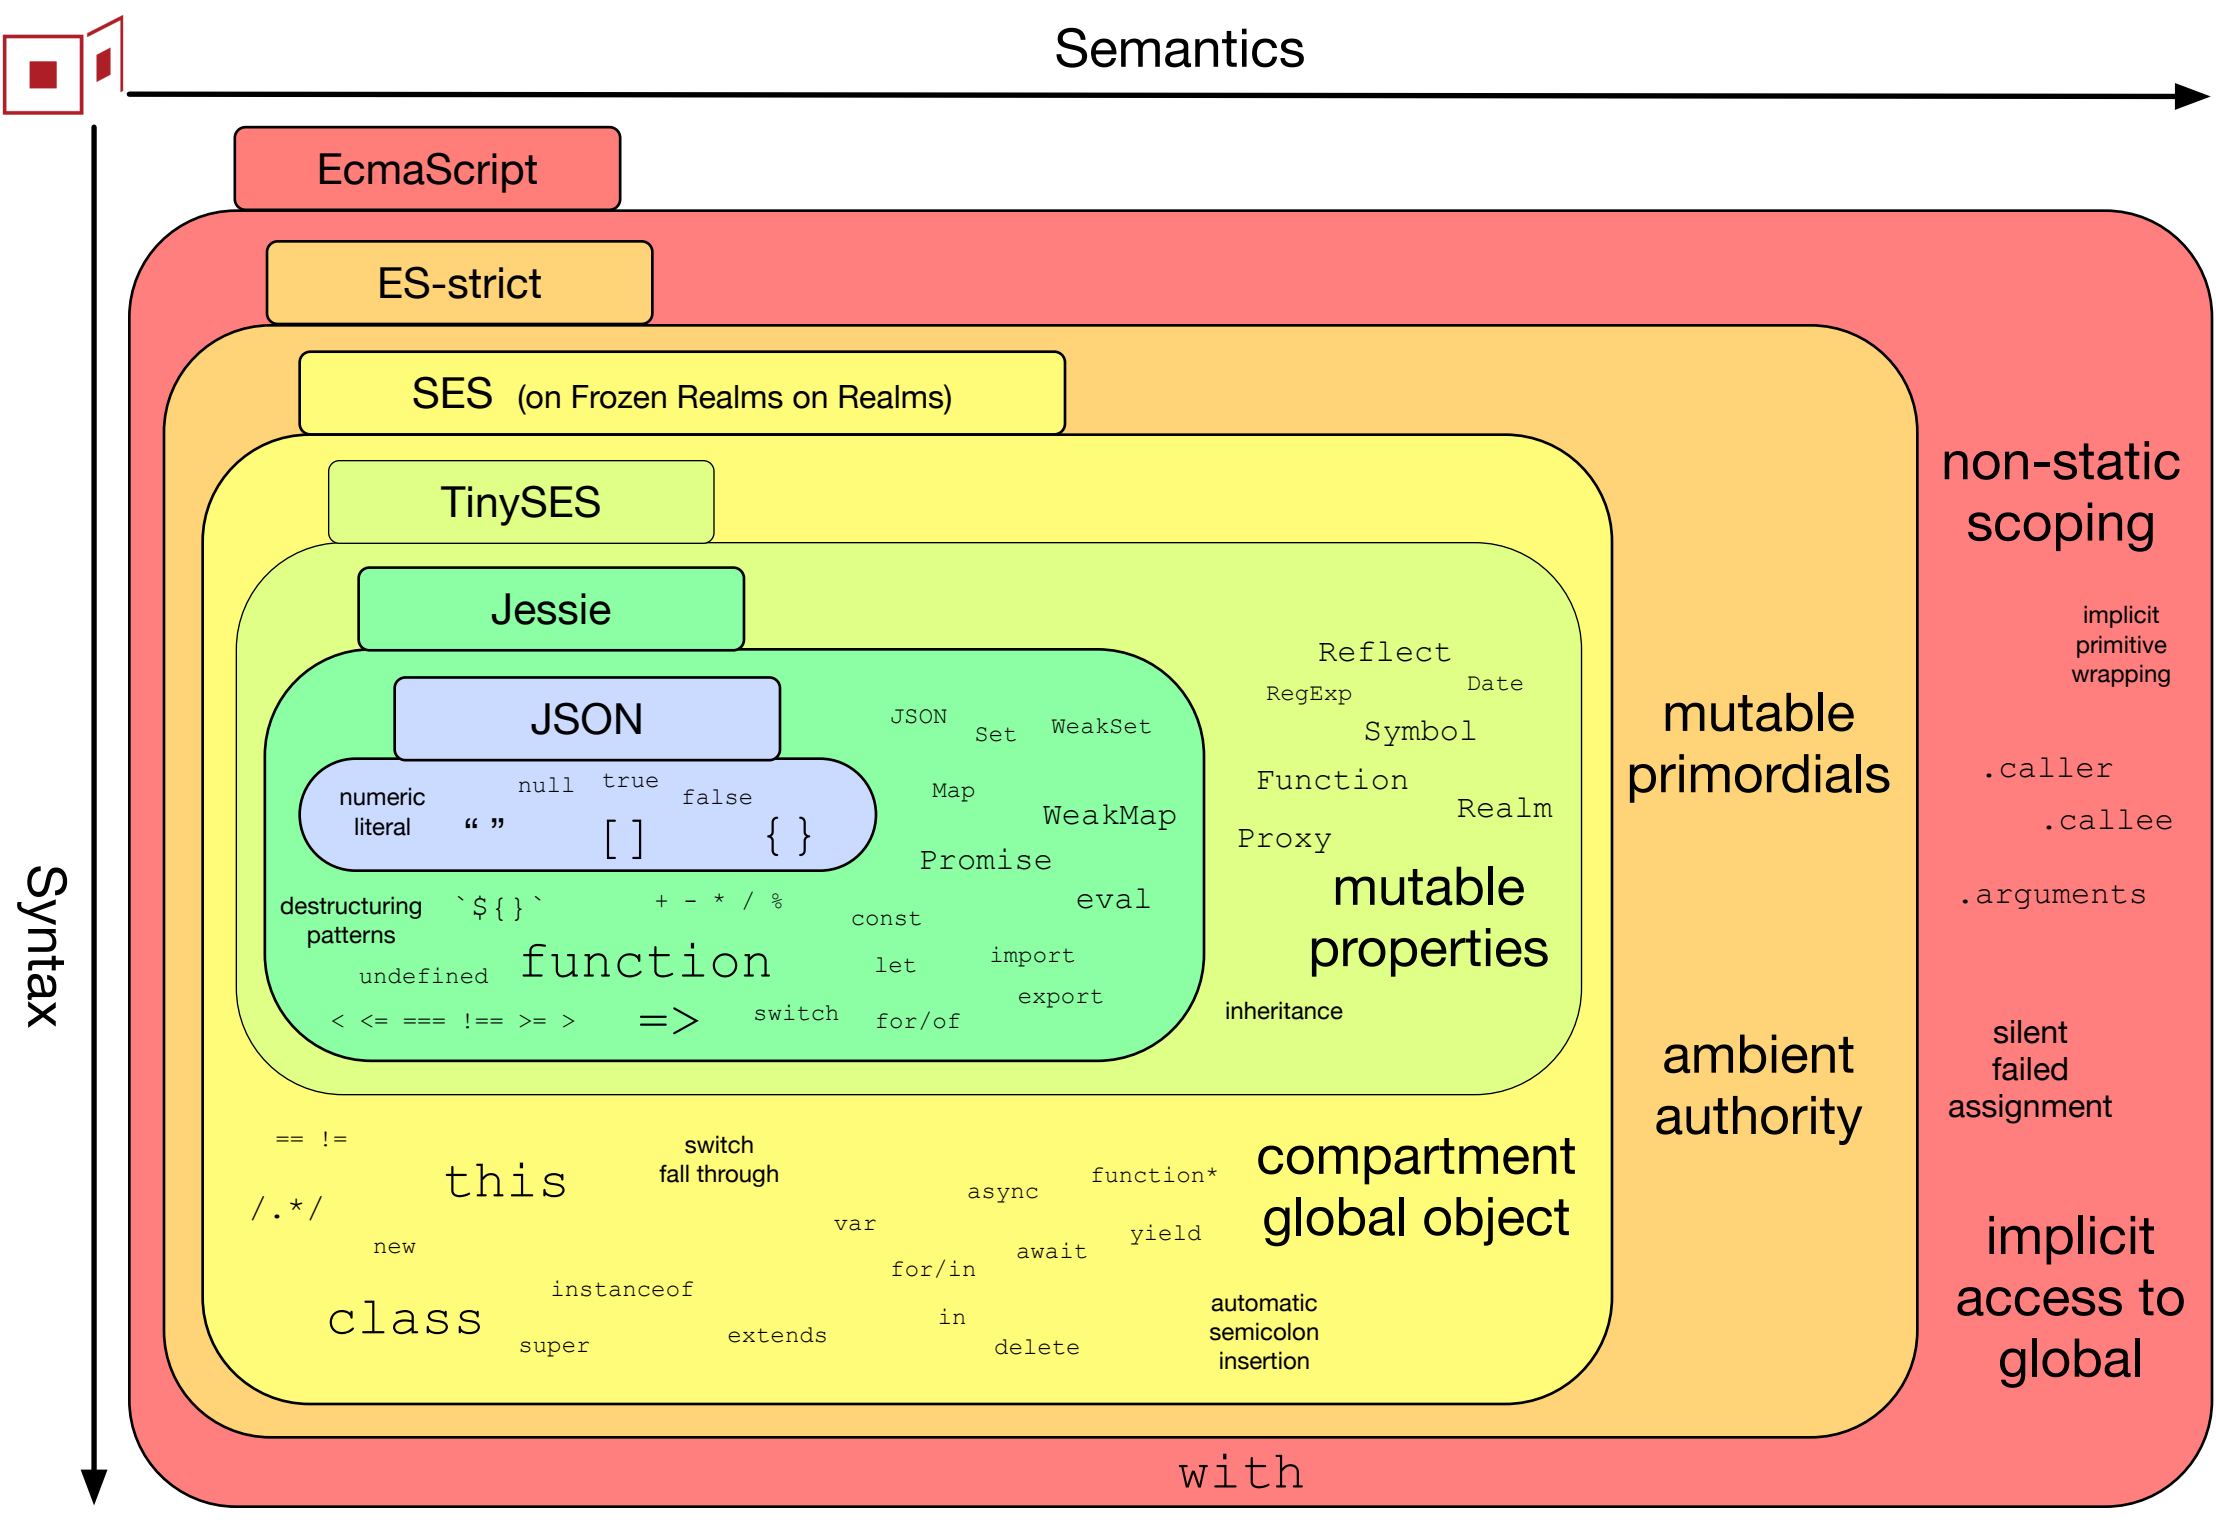 Semantics
Syntax
EcmaScript
ES-strict
SES (on Frozen Realms on Realms)
TinySES
Jessie
JSON
numeric
literal
null
true
false
“ ”
[ ]
{ }
JSON
Set
WeakSet
Map
WeakMap
Promise
eval
destructuring
patterns
`${}`
+ - * / %
const
function
undefined
let
import
export
< <= === !== >= >
=>
switch
for/of
Reflect
RegExp
Date
Symbol
Function
Realm
Proxy
mutable
properties
inheritance
== !=
this
switch
fall through
/.*/
new
async
function*
var
await
yield
for/in
instanceof
class
super
extends
in
delete
compartment
global object
automatic
semicolon
insertion
mutable
primordials
ambient
authority
non-static
scoping
implicit
primitive
wrapping
.caller
.callee
.arguments
silent
failed
assignment
implicit
access to
global
with